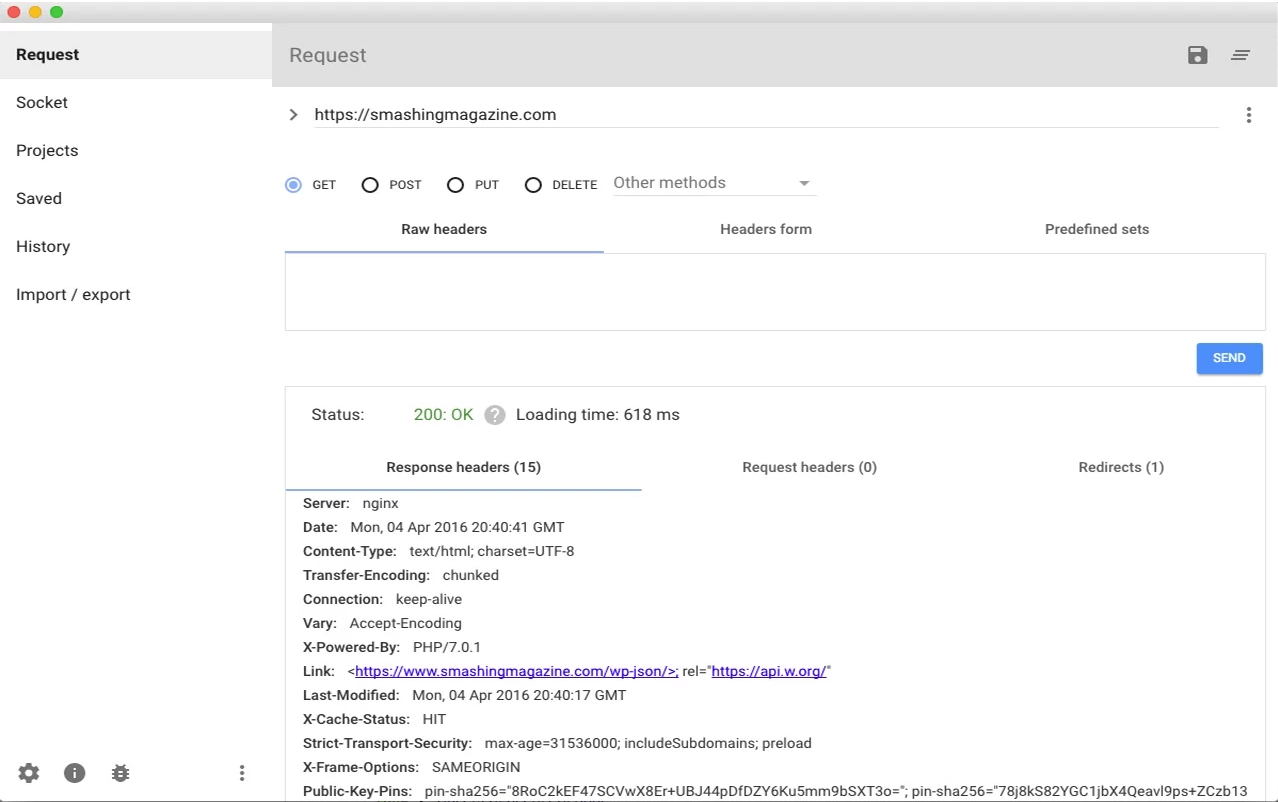 Request
Socket
Projects
Saved
History
Import / export
Request
https://smashingmagazine.com
GET POST PUT DELETE Other methods
Raw headers Headers form Predefined sets
SEND
Status: 200: OK ? Loading time: 618 ms
Response headers (15) Request headers (0) Redirects (1)
Server: nginx
Date: Mon, 04 Apr 2016 20:40:41 GMT
Content-Type: text/html; charset=UTF-8
Transfer-Encoding: chunked
Connection: keep-alive
Vary: Accept-Encoding
X-Powered-By: PHP/7.0.1
Link: <https://www.smashingmagazine.com/wp-json/>; rel="https://api.w.org/"
Last-Modified: Mon, 04 Apr 2016 20:40:17 GMT
X-Cache-Status: HIT
Strict-Transport-Security: max-age=31536000; includeSubdomains; preload
X-Frame-Options: SAMEORIGIN
Public-Key-Pins: pin-sha256="8RoC2kEF47SCVwX8Er+UBJ44pDfDZY6Ku5mm9bSXT3o="; pin-sha256="78j8kS82YGC1jbX4Qeavl9ps+ZCzb13